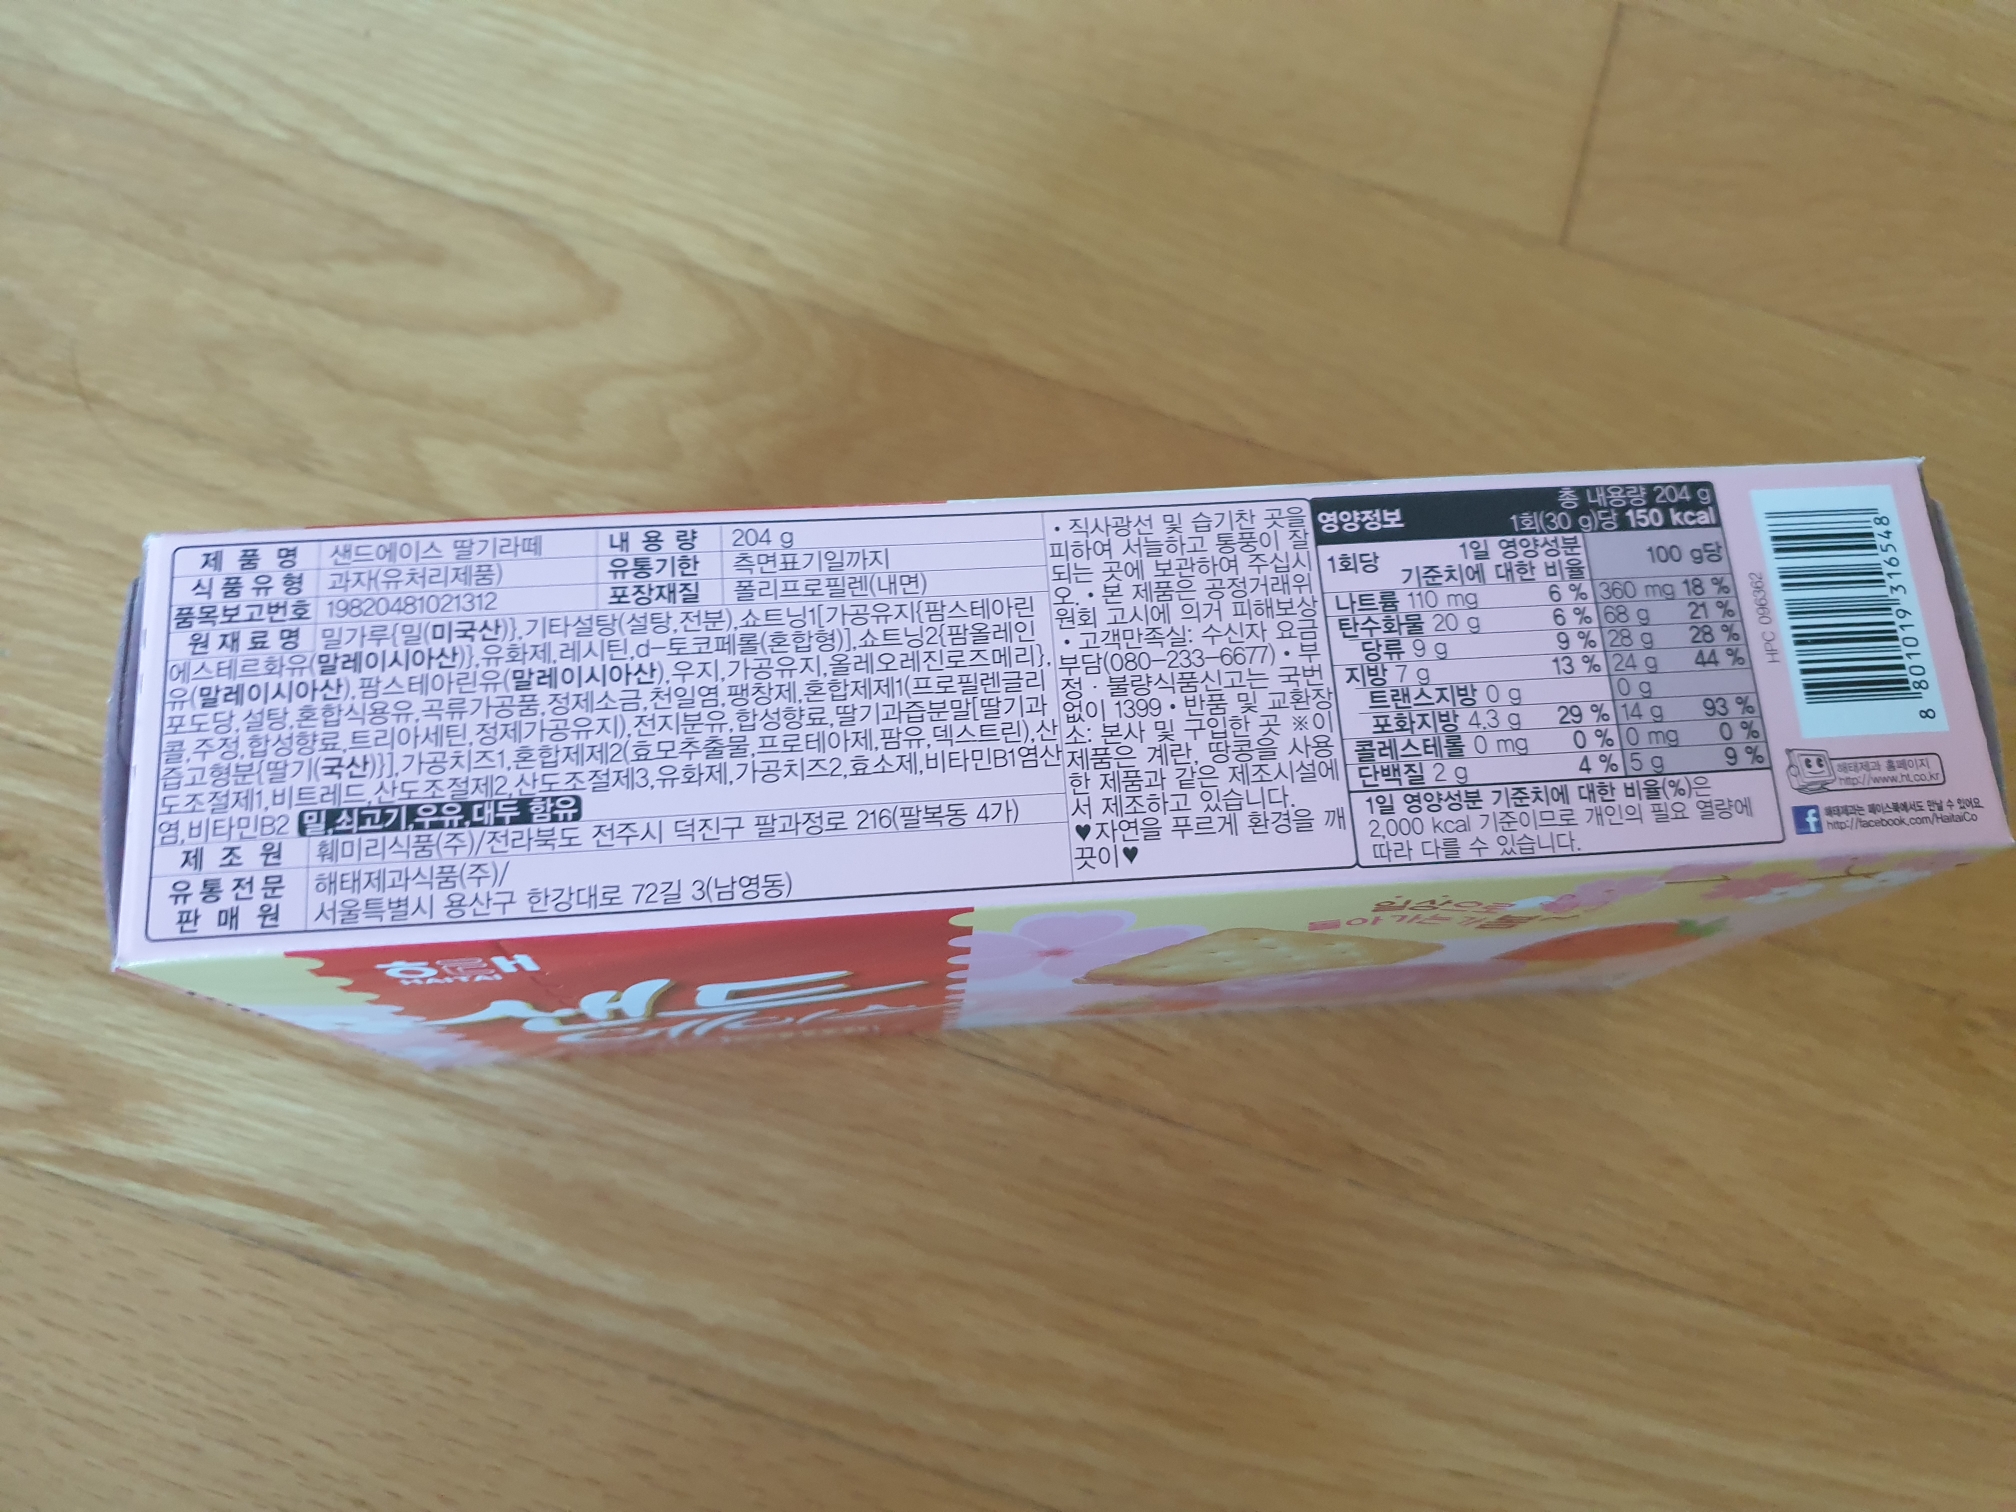 제 품 명 샌드에이스 딸기라떼 내 용 량 204 g
식품유형 과자(유처리제품) 유통기한 측면표기일까지
품목보고번호 19820481021312 포장재질 폴리프로필렌(내면)
원재료명 밀가루{밀(미국산)},기타설탕(설탕,전분),쇼트닝1[가공유지{팜스테아린
에스테르화유(말레이시아산)},유화제,레시틴,d-토코페롤(혼합형)],쇼트닝2{팜올레인
유(말레이시아산),팜스테아린유(말레이시아산),우지,가공유지,올레오레진로즈메리},
포도당,설탕,혼합식용유,곡류가공품,정제소금,천일염,팽창제,혼합제제1(프로필렌글리
콜,주정,합성향료,트리아세틴,정제가공유지),전지분유,합성향료,딸기과즙분말[딸기과
즙고형분{딸기(국산)}],가공치즈1,혼합제제2(효모추출물,프로테아제,팜유,덱스트린),산
도조절제1,비트레드,산도조절제2,산도조절제3,유화제,가공치즈2,효소제,비타민B1염산
염,비타민B2 밀,쇠고기,우유,대두 함유
제 조 원 훼미리식품(주)/전라북도 전주시 덕진구 팔과정로 216(팔복동 4가)
유통전문 해태제과식품(주)/
판 매 원 서울특별시 용산구 한강대로 72길 3(남영동)
• 직사광선 및 습기찬 곳을
피하여 서늘하고 통풍이 잘
되는 곳에 보관하여 주십시
오. • 본 제품은 공정거래위
원회 고시에 의거 피해보상
• 고객만족실: 수신자 요금
부담(080-233-6677) • 부
정 · 불량식품신고는 국번
없이 1399 • 반품 및 교환장
소: 본사 및 구입한 곳 ※이
제품은 계란, 땅콩을 사용
한 제품과 같은 제조시설에
서 제조하고 있습니다.
♥자연을 푸르게 환경을 깨
끗이♥
영양정보
총 내용량 204 g
1회(30 g)당 150 kcal
1회당 1일 영양성분 기준치에 대한 비율 100 g당
나트륨 110 mg 6 % 360 mg 18 %
탄수화물 20 g 6 % 68 g 21 %
당류 9 g 9 % 28 g 28 %
지방 7 g 13 % 24 g 44 %
트랜스지방 0 g 0 g
포화지방 4.3 g 29 % 14 g 93 %
콜레스테롤 0 mg 0 % 0 mg 0 %
단백질 2 g 4 % 5 g 9 %
1일 영양성분 기준치에 대한 비율(%)은
2,000 kcal 기준이므로 개인의 필요 열량에
따라 다를 수 있습니다.
HPC 096362
8 801019 316548
해태제과 홈페이지
http://www.ht.co.kr
해태제과는 페이스북에서도 만날 수 있어요.
http://facebook.com/HaitaiCo
해태
HAITAI
샌드
에이스
일상으로
돌아가는 가봄~